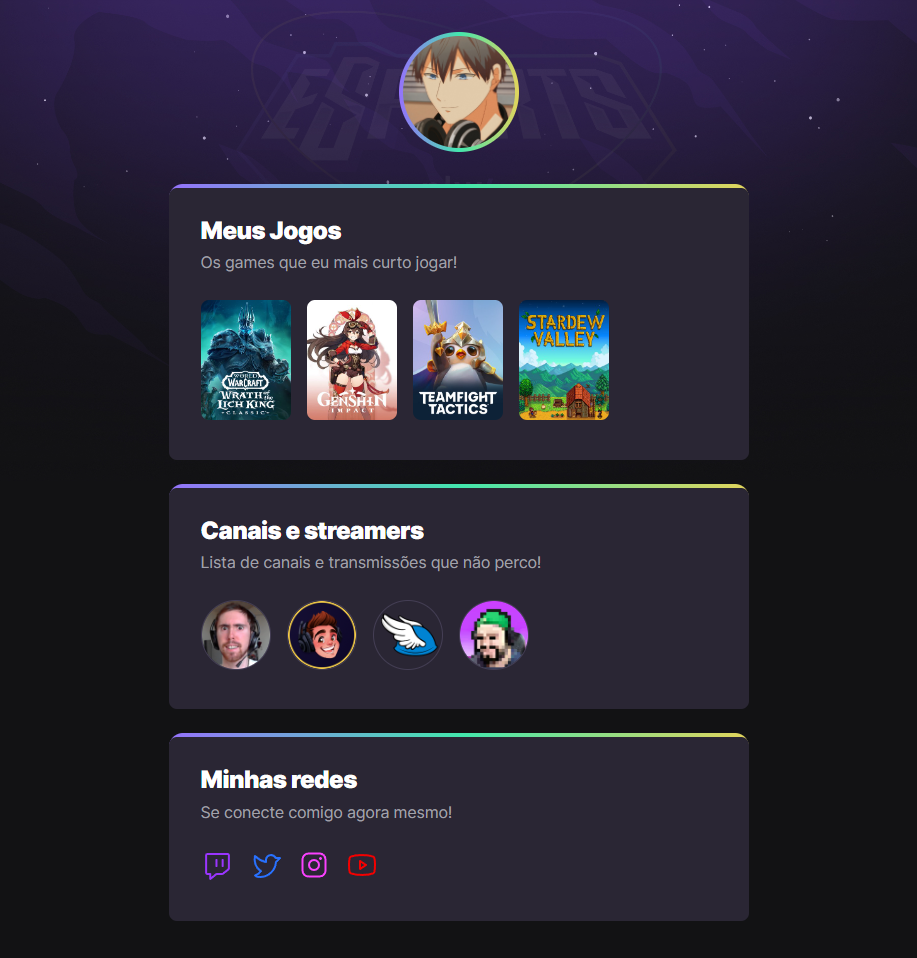 ESPORTS
Meus Jogos
Os games que eu mais curto jogar!
WORLD
WARCRAFT
WRATH of the
LICH KING
CLASSIC
GENSHIN
IMPACT
TEAMFIGHT
TACTICS
STARDEW
VALLEY
Canais e streamers
Lista de canais e transmissões que não perco!
Minhas redes
Se conecte comigo agora mesmo!